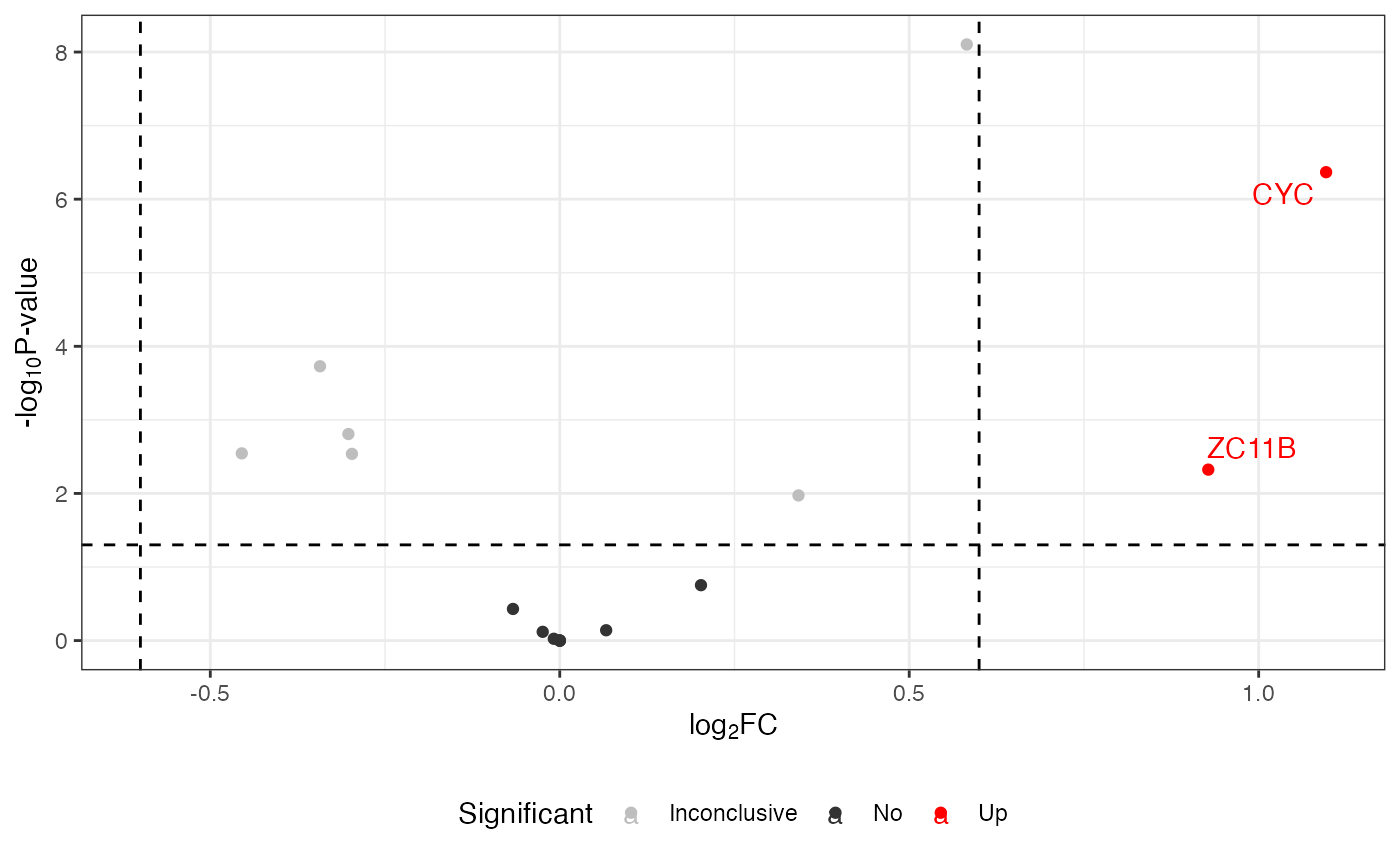 8
6
4
2
0
-log₁₀P-value
CYC
ZC11B
-0.5 0.0 0.5 1.0
log₂FC
Significant a Inconclusive a No a Up